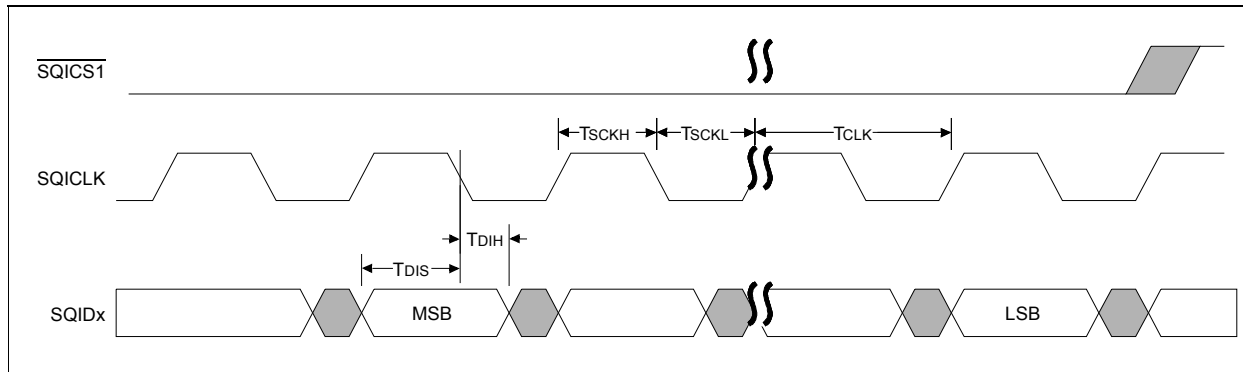 SQICS1
TSCKH
TSCKL
TCLK
SQICLK
TDIH
TDIS
SQIDx
MSB
LSB